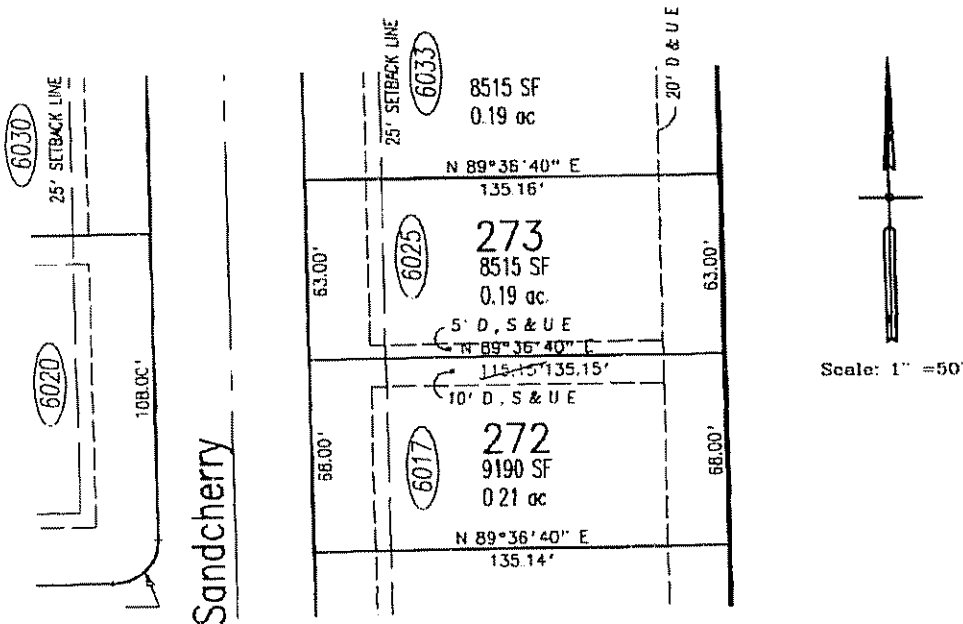 6030
25' SETBACK LINE
25' SETBACK LINE
6033
8515 SF
0.19 ac
20' D & U E
N 89°36'40" E
135.16'
63.00'
6025
273
8515 SF
0.19 ac.
63.00'
5' D, S & U E
N 89°36'40" E
115.15' 135.15'
10' D, S & U E
6020
108.00'
Sandcherry
68.00'
6017
272
9190 SF
0.21 ac
68.00'
N 89°36'40" E
135.14'
Scale: 1" =50'